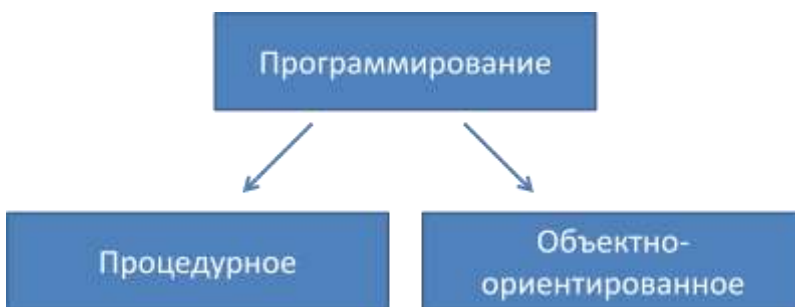 Программирование
Процедурное
Объектно-
ориентированное